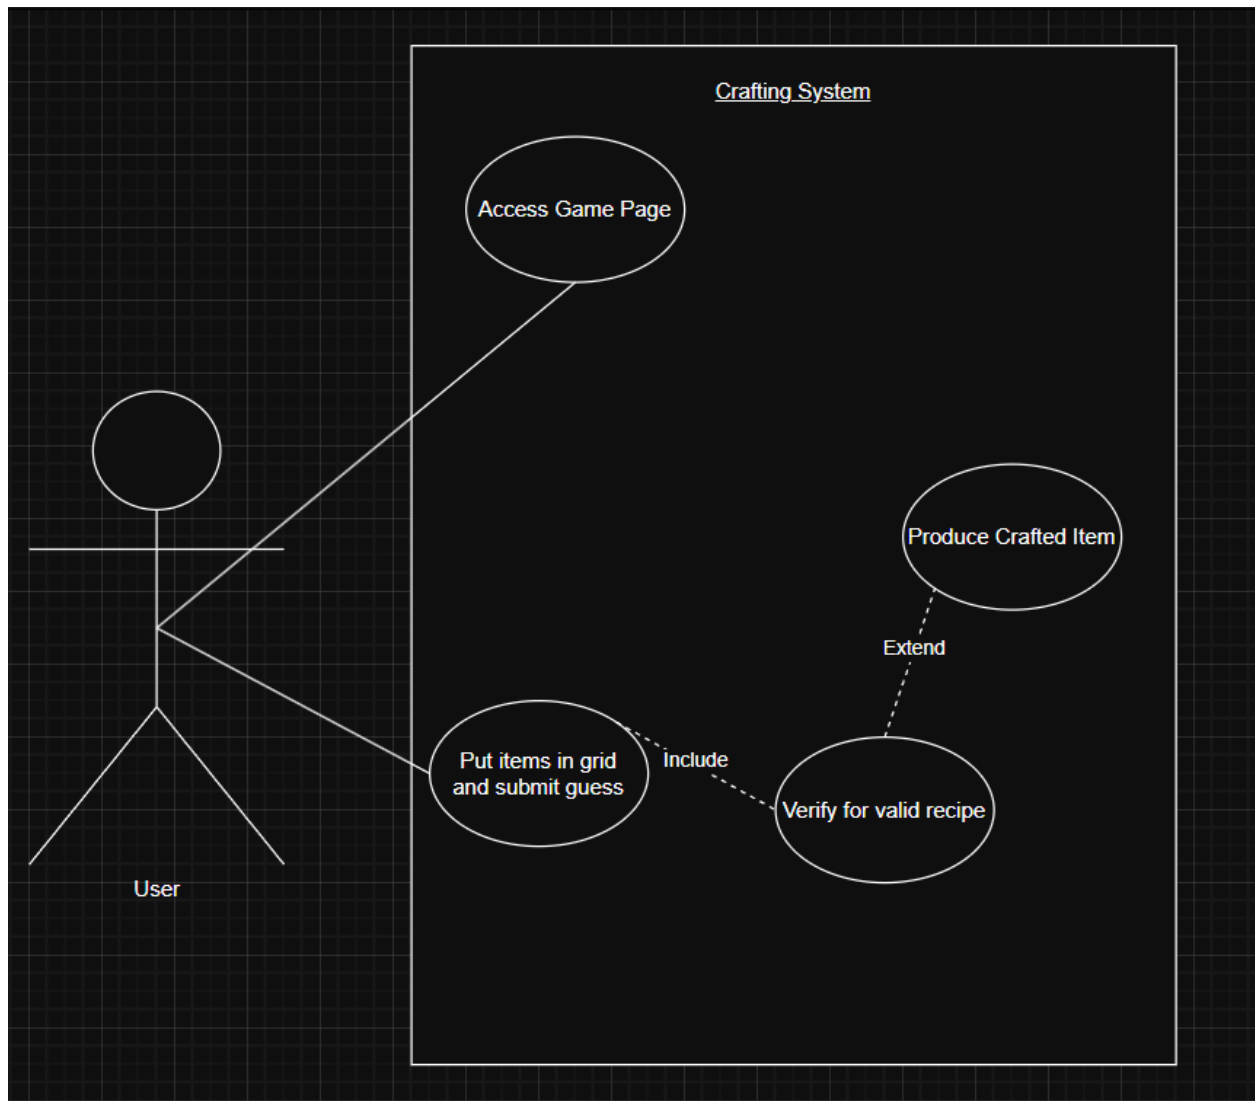 Crafting System
Access Game Page
Produce Crafted Item
Extend
Include
Put items in grid
and submit guess
Verify for valid recipe
User